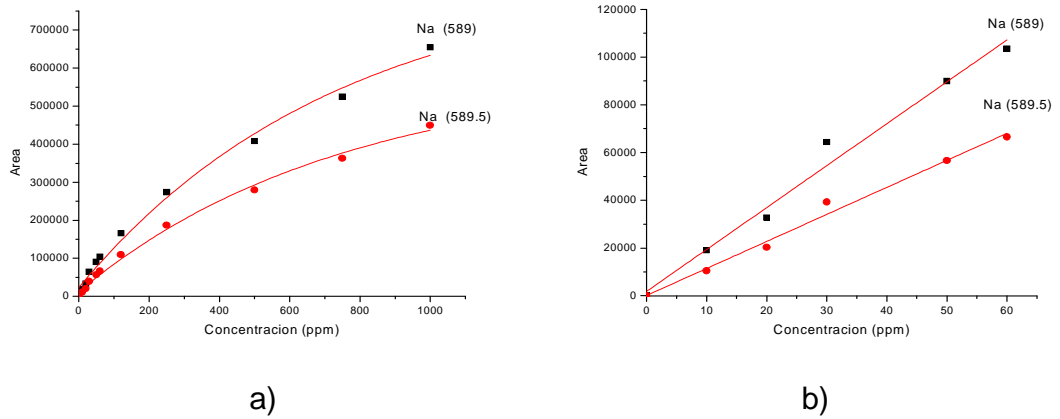 Na (589)
700000
600000
500000
400000
300000
200000
100000
0
Area
Na (589.5)
0
200
400
600
800
1000
Concentracion (ppm)
a)
120000
100000
80000
60000
40000
20000
0
Area
Na (589)
Na (589.5)
0
10
20
30
40
50
60
Concentracion (ppm)
b)